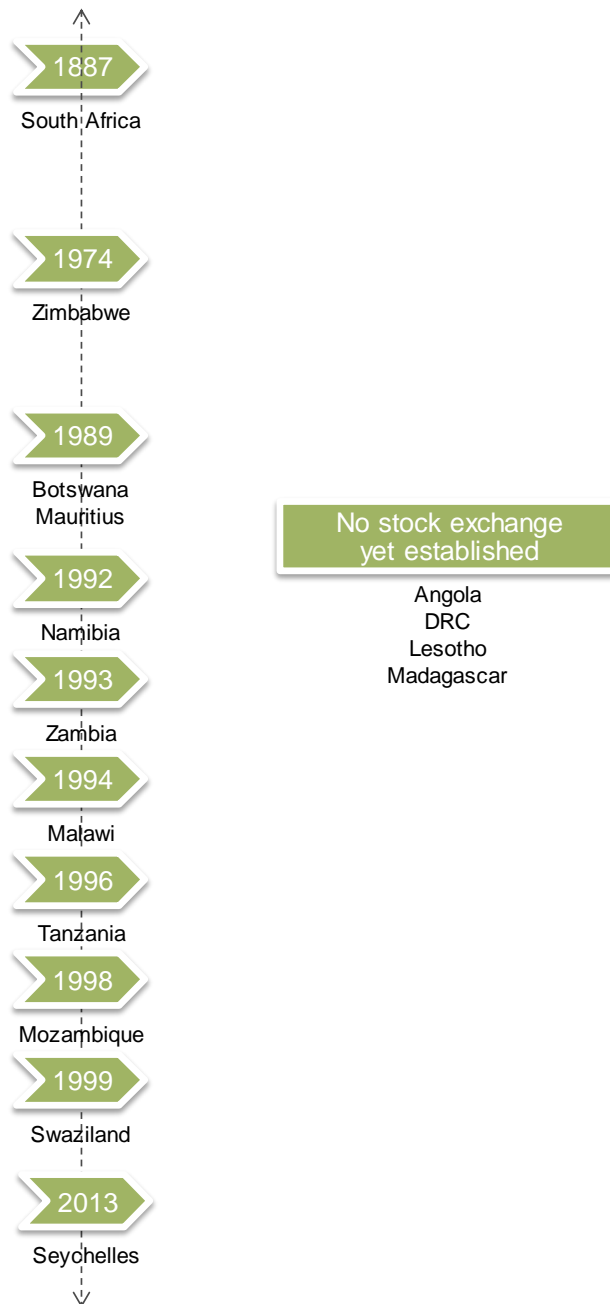 1887
South Africa
1974
Zimbabwe
1989
Botswana
Mauritius
1992
Namibia
1993
Zambia
1994
Malawi
1996
Tanzania
1998
Mozambique
1999
Swaziland
2013
Seychelles
No stock exchange
yet established
Angola
DRC
Lesotho
Madagascar